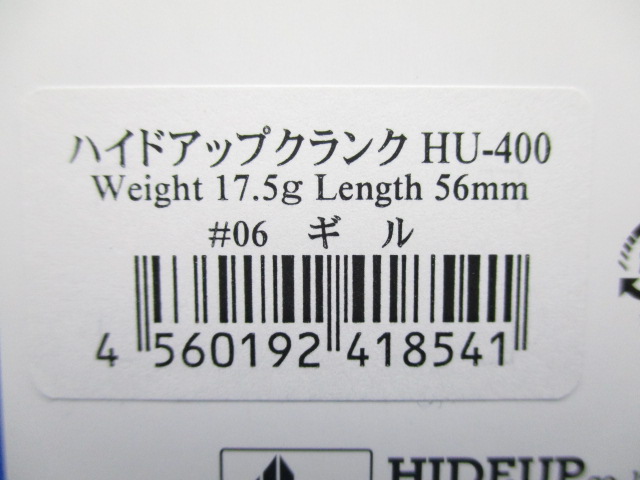 ハイドアップクランク HU-400
Weight 17.5g Length 56mm
#06 ギル
4 560192 418541
HIDEUP